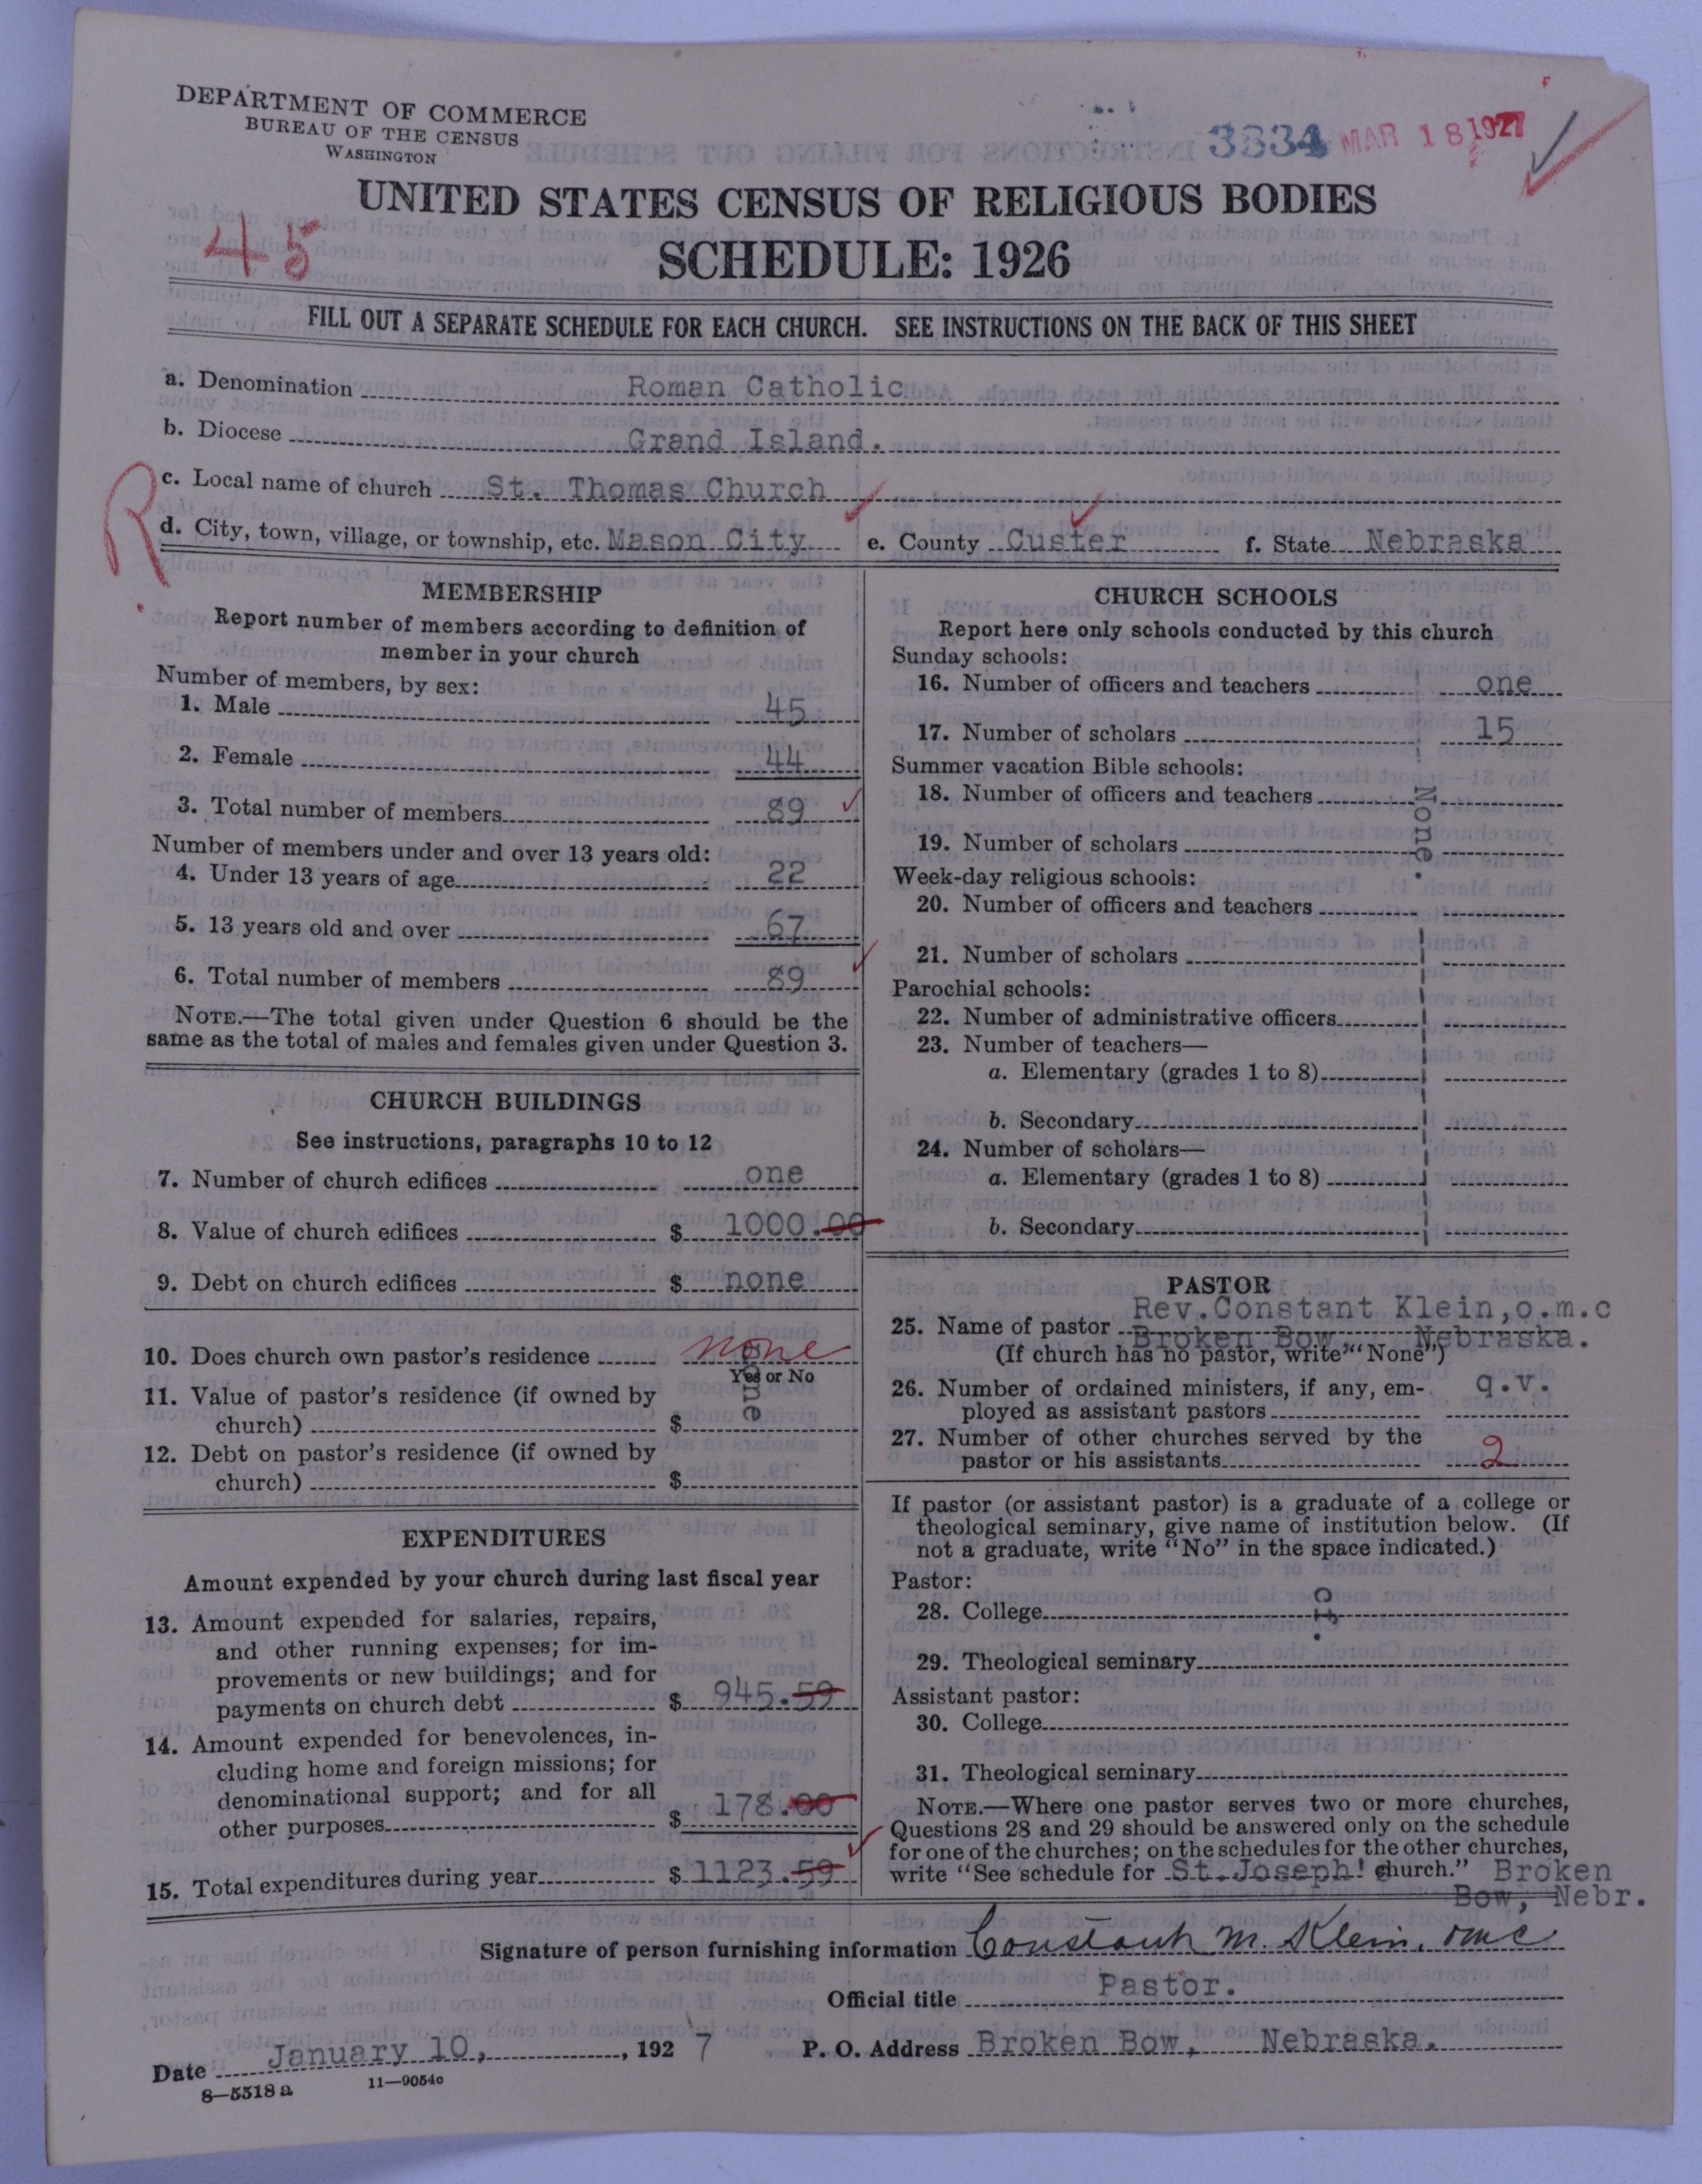 DEPARTMENT OF COMMERCE
BUREAU OF THE CENSUS
WASHINGTON
3834 MAR 18 1927
UNITED STATES CENSUS OF RELIGIOUS BODIES
45
SCHEDULE: 1926
FILL OUT A SEPARATE SCHEDULE FOR EACH CHURCH. SEE INSTRUCTIONS ON THE BACK OF THIS SHEET
a. Denomination Roman Catholic
b. Diocese Grand Island.
R
c. Local name of church St. Thomas Church
d. City, town, village, or township, etc. Mason City e. County Custer f. State Nebraska
MEMBERSHIP
Report number of members according to definition of
member in your church
Number of members, by sex:
1. Male 45
2. Female 44
3. Total number of members 89
Number of members under and over 13 years old:
4. Under 13 years of age 22
5. 13 years old and over 67
6. Total number of members 89
NOTE.—The total given under Question 6 should be the
same as the total of males and females given under Question 3.
CHURCH BUILDINGS
See instructions, paragraphs 10 to 12
7. Number of church edifices one
8. Value of church edifices $ 1000.00
9. Debt on church edifices $ none
10. Does church own pastor's residence none
Yes or No
none
11. Value of pastor's residence (if owned by
church) $
12. Debt on pastor's residence (if owned by
church) $
EXPENDITURES
Amount expended by your church during last fiscal year
13. Amount expended for salaries, repairs,
and other running expenses; for im-
provements or new buildings; and for
payments on church debt $ 945.59
14. Amount expended for benevolences, in-
cluding home and foreign missions; for
denominational support; and for all
other purposes $ 178.00
15. Total expenditures during year $ 1123.59
CHURCH SCHOOLS
Report here only schools conducted by this church
Sunday schools:
16. Number of officers and teachers one
17. Number of scholars 15
Summer vacation Bible schools:
18. Number of officers and teachers
None.
19. Number of scholars
Week-day religious schools:
20. Number of officers and teachers
21. Number of scholars
Parochial schools:
22. Number of administrative officers
23. Number of teachers—
a. Elementary (grades 1 to 8)
b. Secondary
24. Number of scholars—
a. Elementary (grades 1 to 8)
b. Secondary
PASTOR
Rev.Constant Klein,o.m.c
25. Name of pastor Broken Bow Nebraska.
(If church has no pastor, write "None")
26. Number of ordained ministers, if any, em- q.v.
ployed as assistant pastors
27. Number of other churches served by the
pastor or his assistants 2
If pastor (or assistant pastor) is a graduate of a college or
theological seminary, give name of institution below. (If
not a graduate, write "No" in the space indicated.)
Pastor:
28. College
29. Theological seminary
Assistant pastor:
30. College
31. Theological seminary
NOTE.—Where one pastor serves two or more churches,
Questions 28 and 29 should be answered only on the schedule
for one of the churches; on the schedules for the other churches,
write "See schedule for St. Joseph! church." Broken
Bow, Nebr.
Signature of person furnishing information Constant M. Klein, omc
Official title Pastor.
Date January 10, 1927 P. O. Address Broken Bow, Nebraska.
8—5518 a 11—9054c